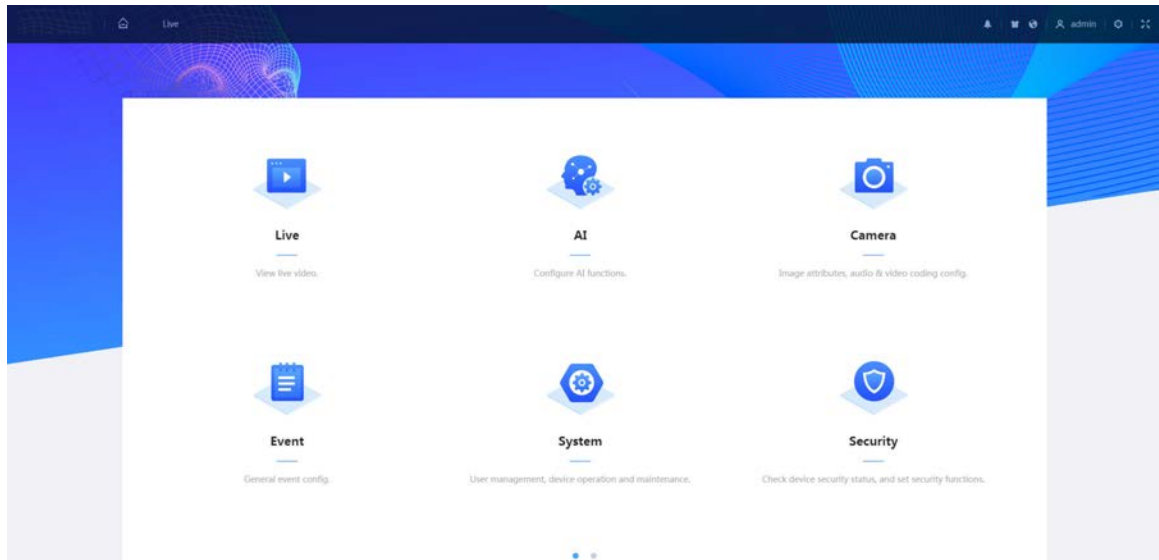 Live
admin
Live
AI
Camera
View live video.
Configure AI functions.
Image attributes, audio & video coding config.
Event
System
Security
General event config.
User management, device operation and maintenance.
Check device security status, and set security functions.